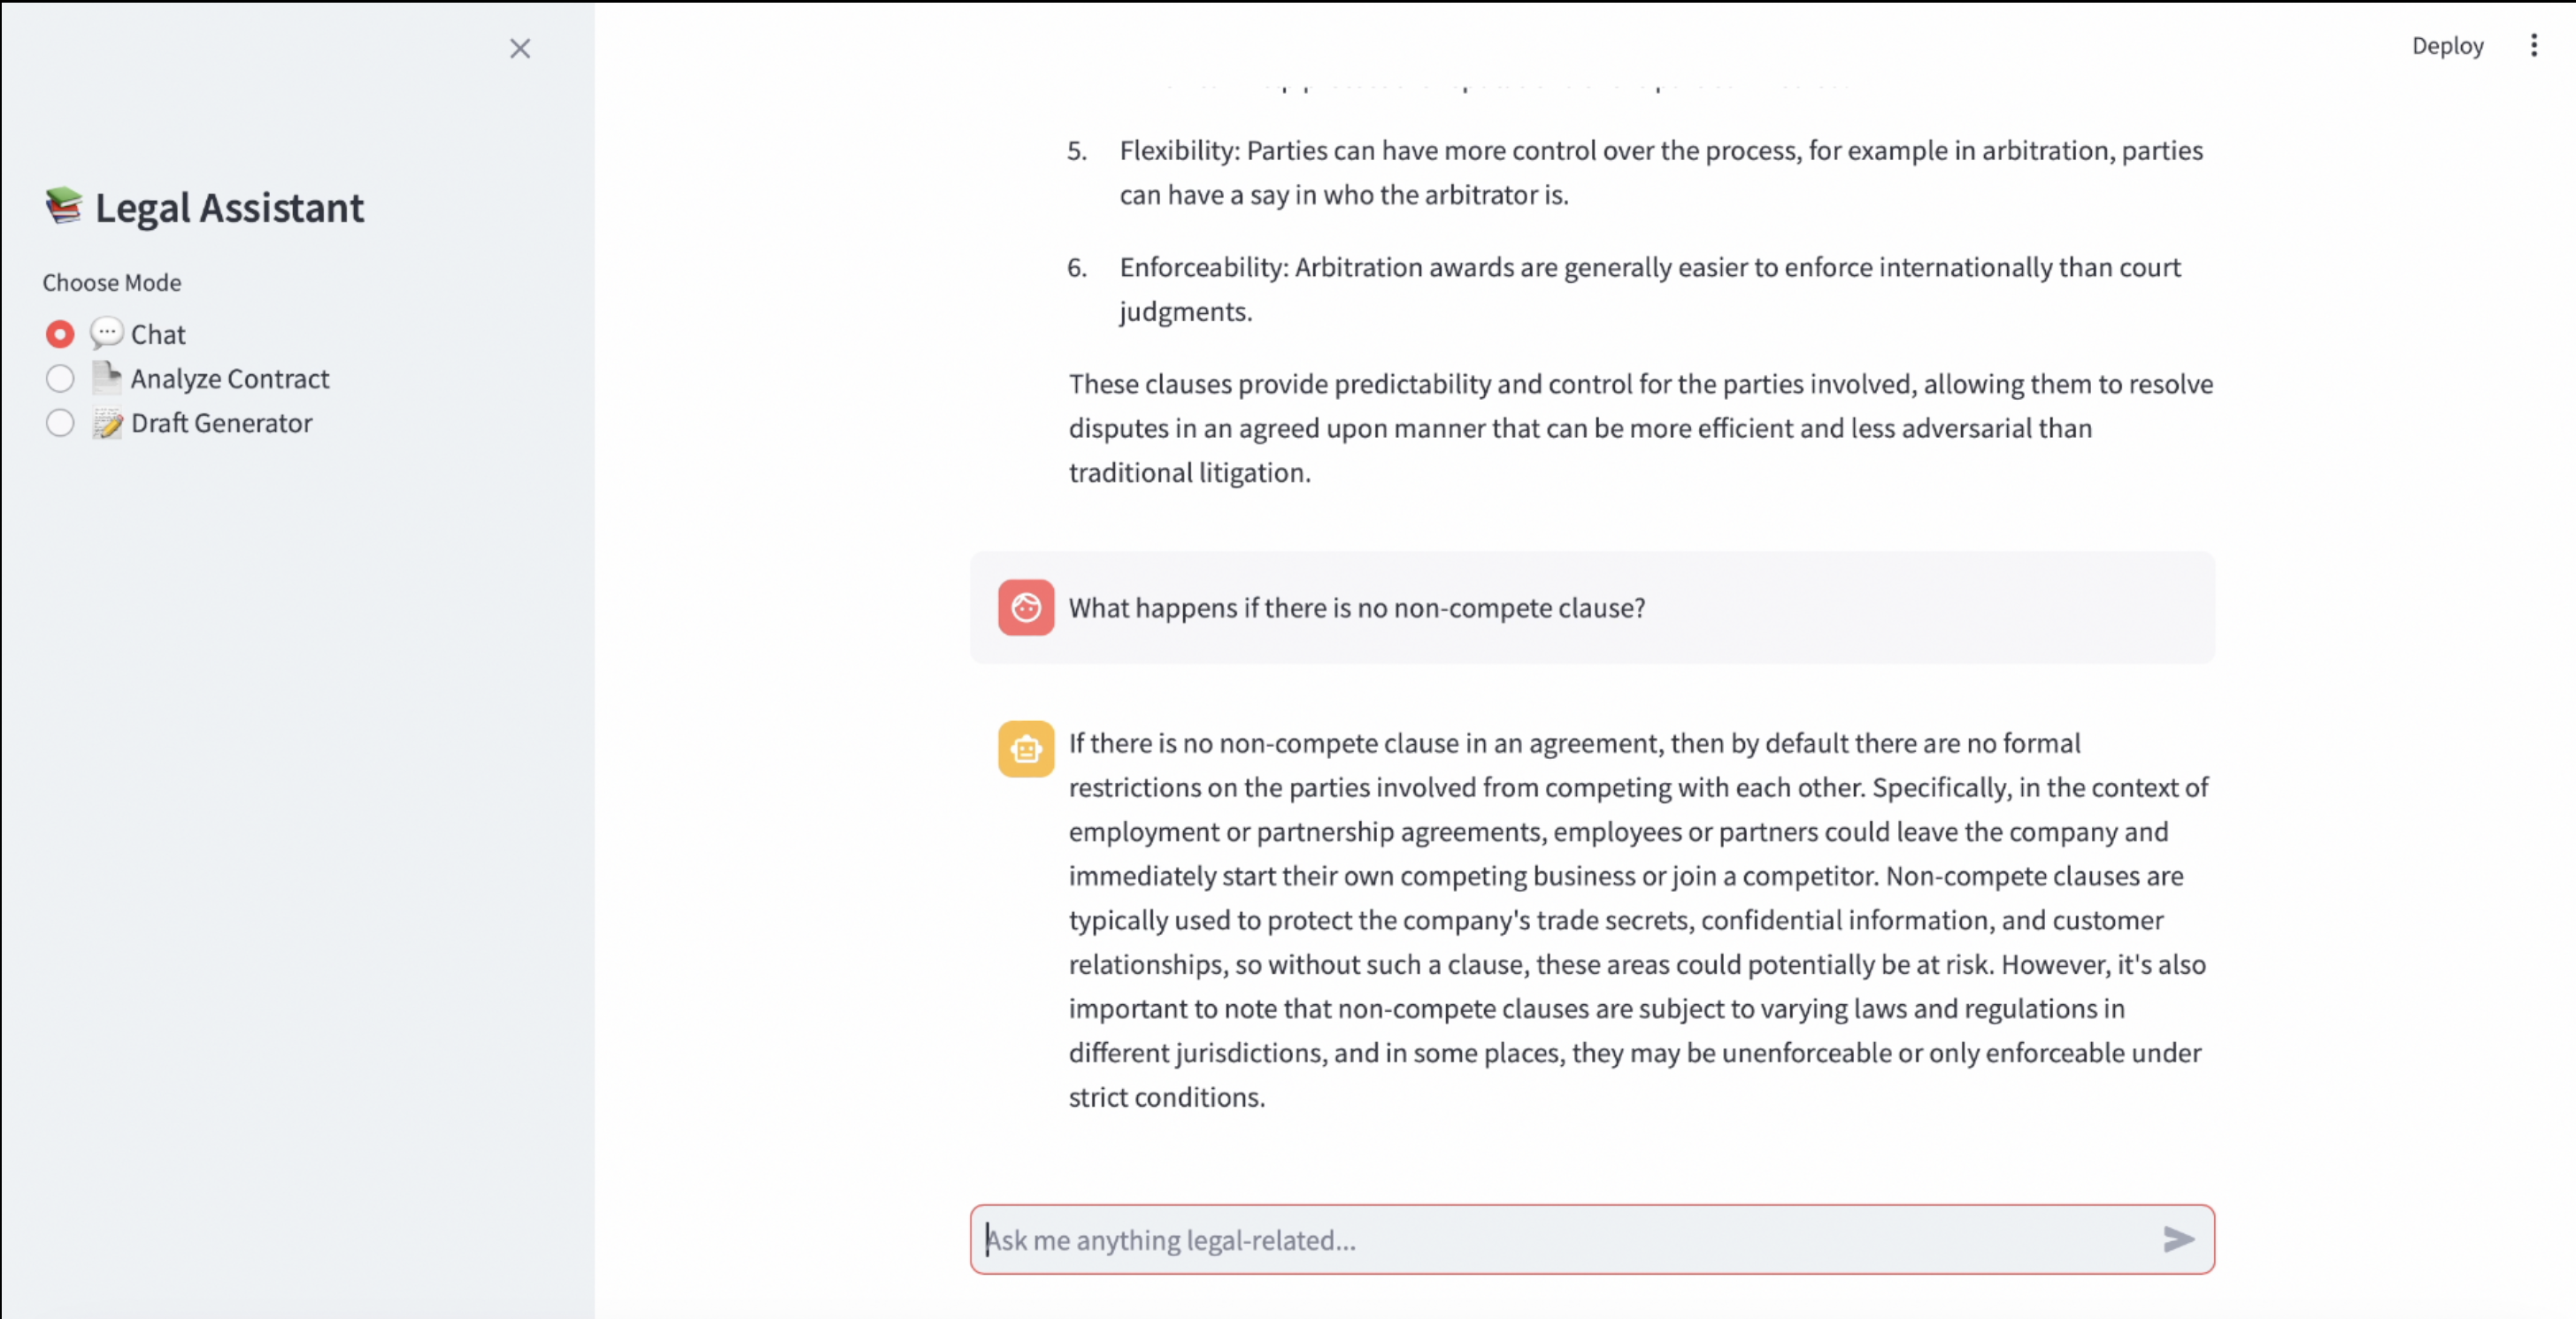 Deploy
Legal Assistant
Choose Mode
Chat
Analyze Contract
Draft Generator
5. Flexibility: Parties can have more control over the process, for example in arbitration, parties
can have a say in who the arbitrator is.
6. Enforceability: Arbitration awards are generally easier to enforce internationally than court
judgments.
These clauses provide predictability and control for the parties involved, allowing them to resolve
disputes in an agreed upon manner that can be more efficient and less adversarial than
traditional litigation.
What happens if there is no non-compete clause?
If there is no non-compete clause in an agreement, then by default there are no formal
restrictions on the parties involved from competing with each other. Specifically, in the context of
employment or partnership agreements, employees or partners could leave the company and
immediately start their own competing business or join a competitor. Non-compete clauses are
typically used to protect the company's trade secrets, confidential information, and customer
relationships, so without such a clause, these areas could potentially be at risk. However, it's also
important to note that non-compete clauses are subject to varying laws and regulations in
different jurisdictions, and in some places, they may be unenforceable or only enforceable under
strict conditions.
Ask me anything legal-related...